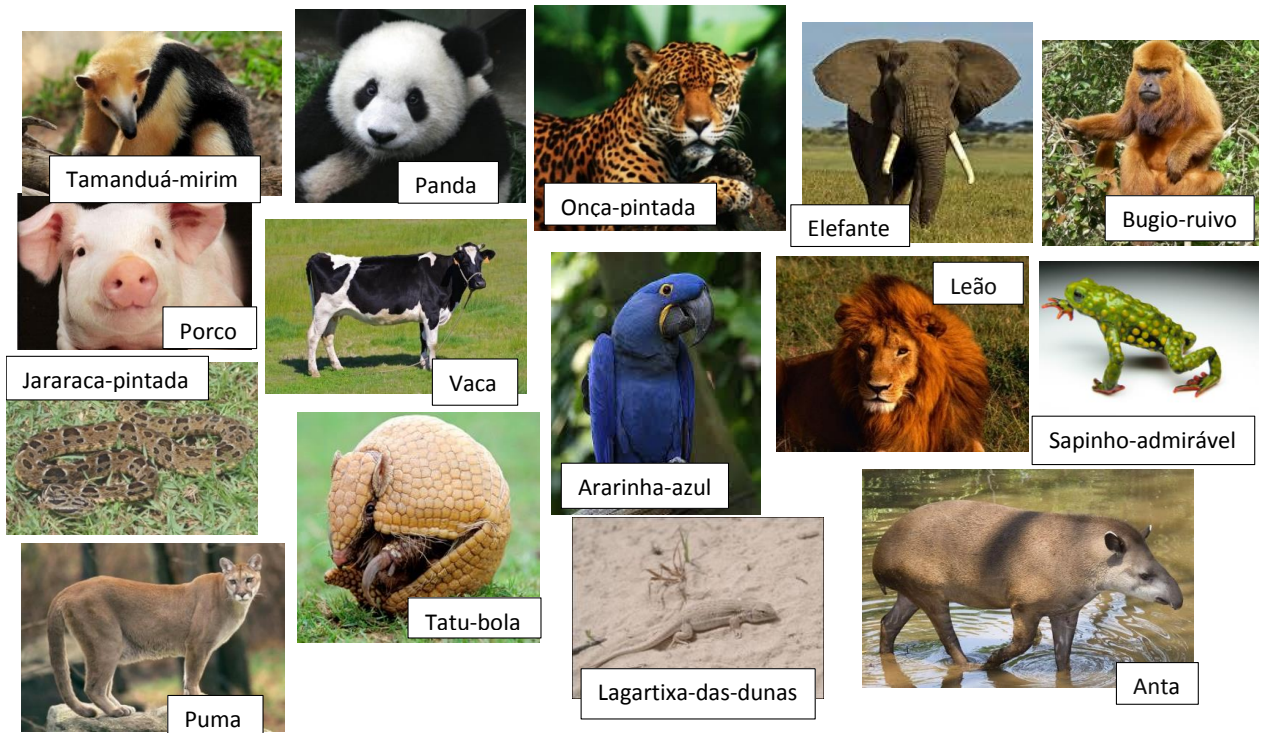 Tamanduá-mirim
Panda
Onça-pintada
Elefante
Bugio-ruivo
Porco
Vaca
Leão
Jararaca-pintada
Ararinha-azul
Sapinho-admirável
Tatu-bola
Lagartixa-das-dunas
Anta
Puma